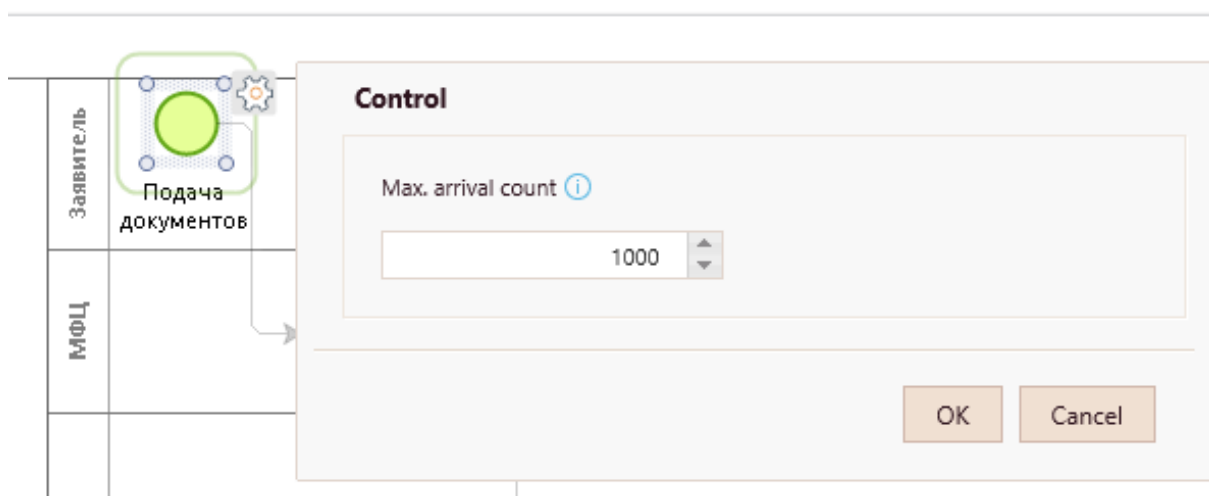 Заявитель
Подача
документов
МФЦ
Control
Max. arrival count
1000
OK
Cancel